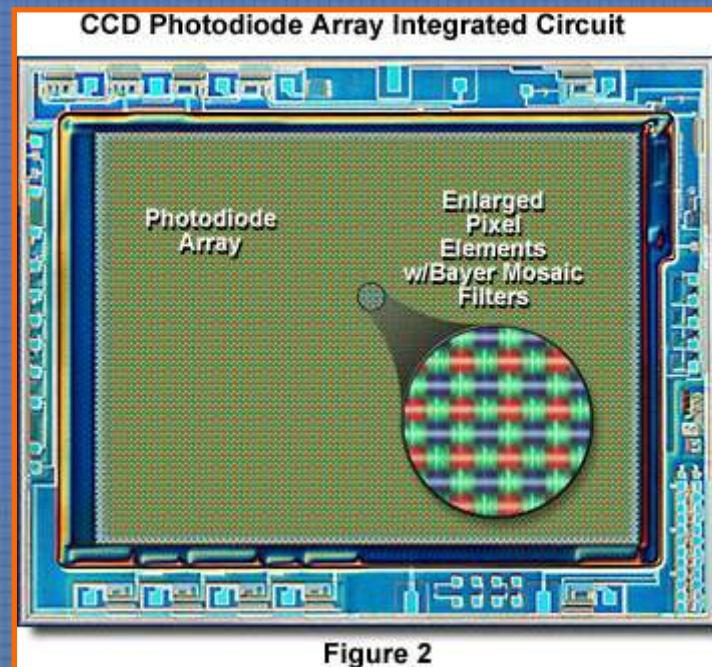 CCD Photodiode Array Integrated Circuit
Photodiode
Array
Enlarged
Pixel
Elements
w/Bayer Mosaic
Filters
Figure 2